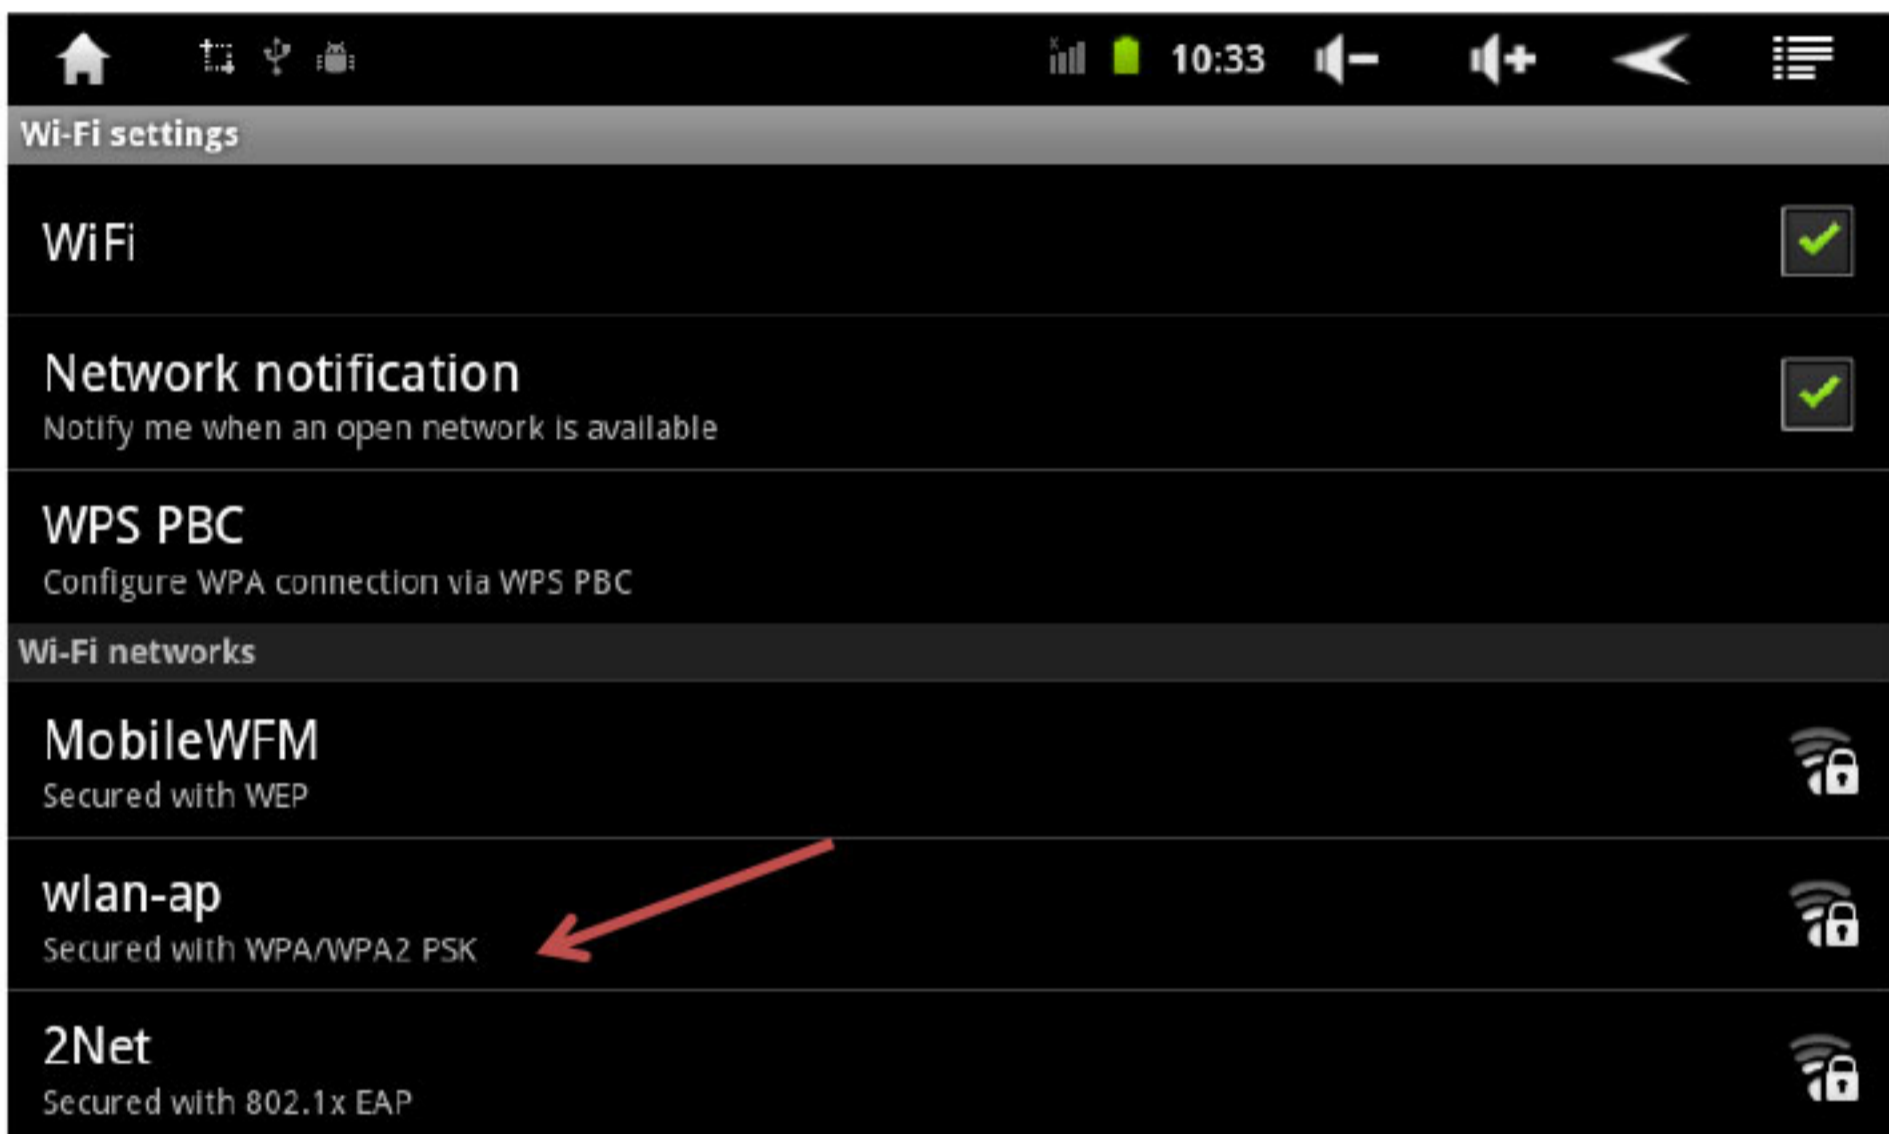 10:33
Wi-Fi settings
WiFi
Network notification
Notify me when an open network is available
WPS PBC
Configure WPA connection via WPS PBC
Wi-Fi networks
MobileWFM
Secured with WEP
wlan-ap
Secured with WPA/WPA2 PSK
2Net
Secured with 802.1x EAP